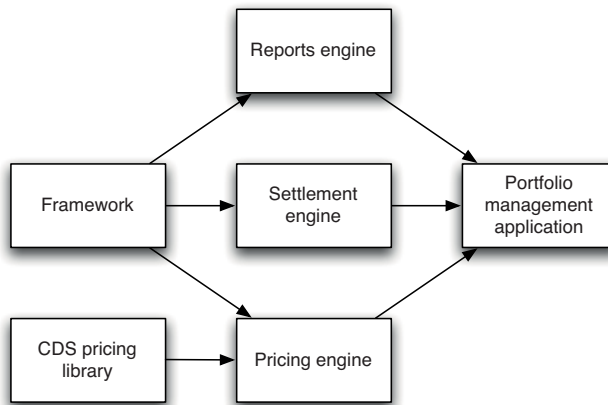 Reports engine
Framework
Settlement
engine
Portfolio
management
application
CDS pricing
library
Pricing engine